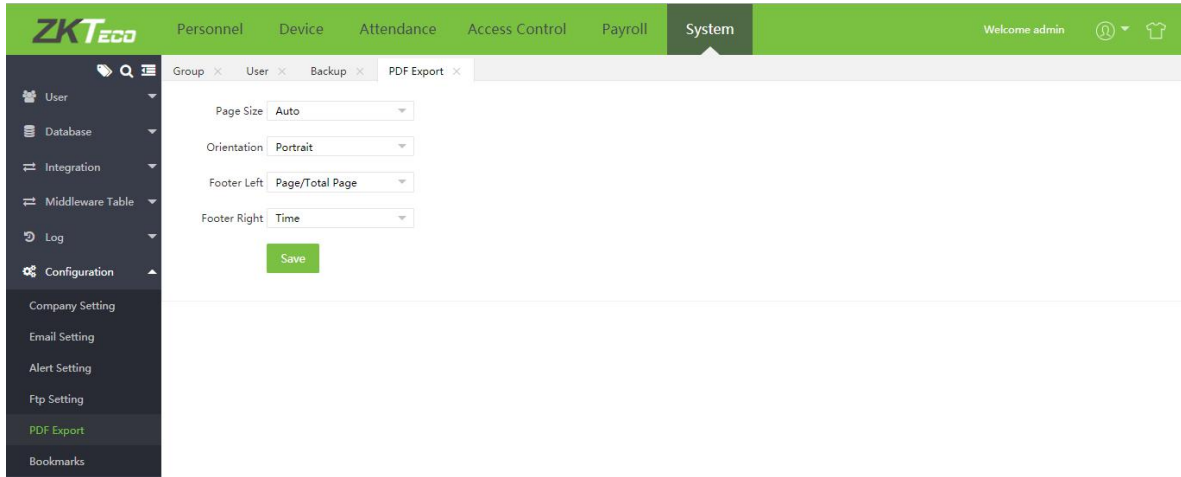 ZKTECO Personnel Device Attendance Access Control Payroll System Welcome admin
Group User Backup PDF Export
User
Database
Integration
Middleware Table
Log
Configuration
Company Setting
Email Setting
Alert Setting
Ftp Setting
PDF Export
Bookmarks
Page Size Auto
Orientation Portrait
Footer Left Page/Total Page
Footer Right Time
Save